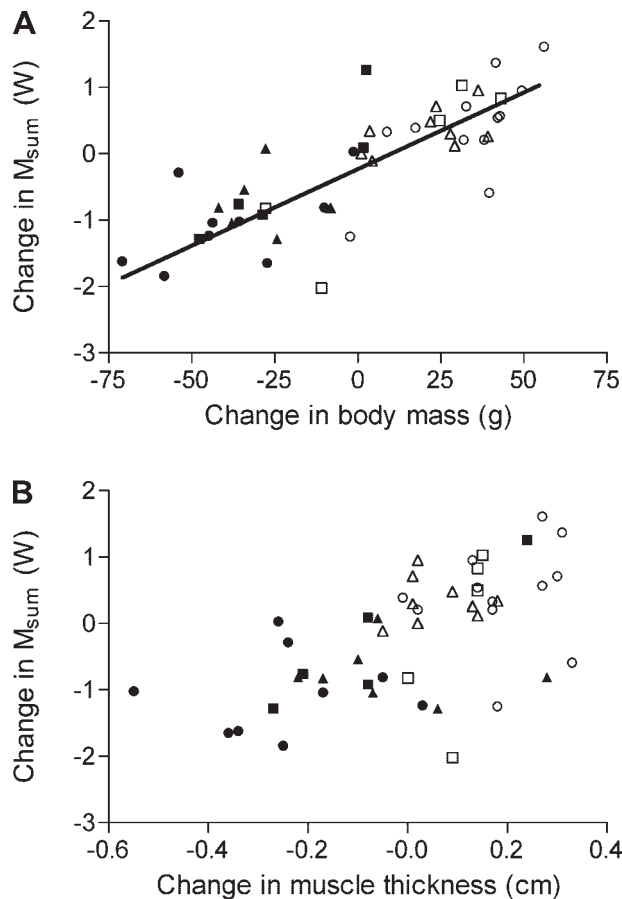 A
2
1
0
-1
-2
-3
Change in Msum (W)
-75 -50 -25 0 25 50 75
Change in body mass (g)
B
2
1
0
-1
-2
-3
Change in Msum (W)
-0.6 -0.4 -0.2 -0.0 0.2 0.4
Change in muscle thickness (cm)